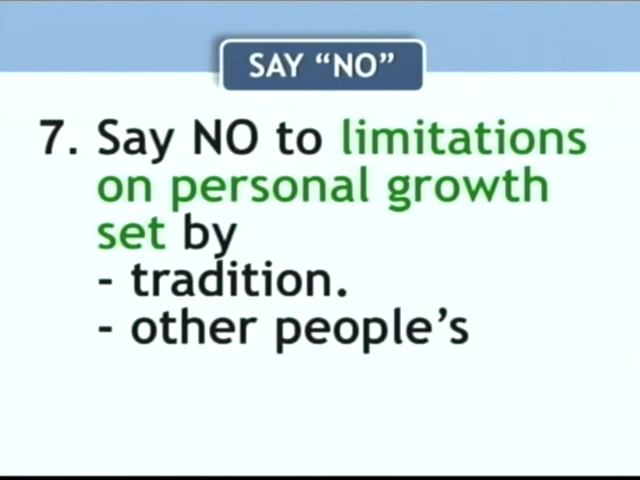 SAY “NO”
7. Say NO to limitations
on personal growth
set by
- tradition.
- other people’s